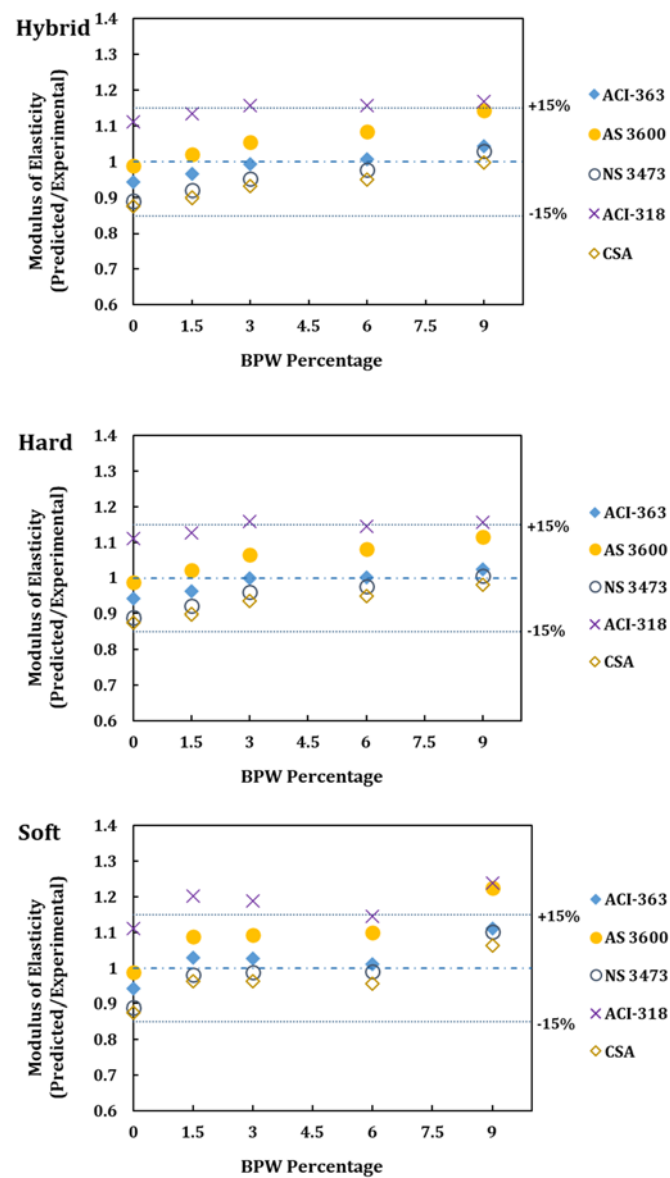 Hybrid
1.4
1.3
1.2
1.1
1
0.9
0.8
0.7
0.6
Modulus of Elasticity
(Predicted/Experimental)
+15%
-15%
0 1.5 3 4.5 6 7.5 9
BPW Percentage
ACI-363
AS 3600
NS 3473
ACI-318
CSA
Hard
1.4
1.3
1.2
1.1
1
0.9
0.8
0.7
0.6
Modulus of Elasticity
(Predicted/Experimental)
+15%
-15%
0 1.5 3 4.5 6 7.5 9
BPW Percentage
ACI-363
AS 3600
NS 3473
ACI-318
CSA
Soft
1.4
1.3
1.2
1.1
1.0
0.9
0.8
0.7
0.6
Modulus of Elasticity
(Predicted/Experimental)
+15%
-15%
0 1.5 3 4.5 6 7.5 9
BPW Percentage
ACI-363
AS 3600
NS 3473
ACI-318
CSA